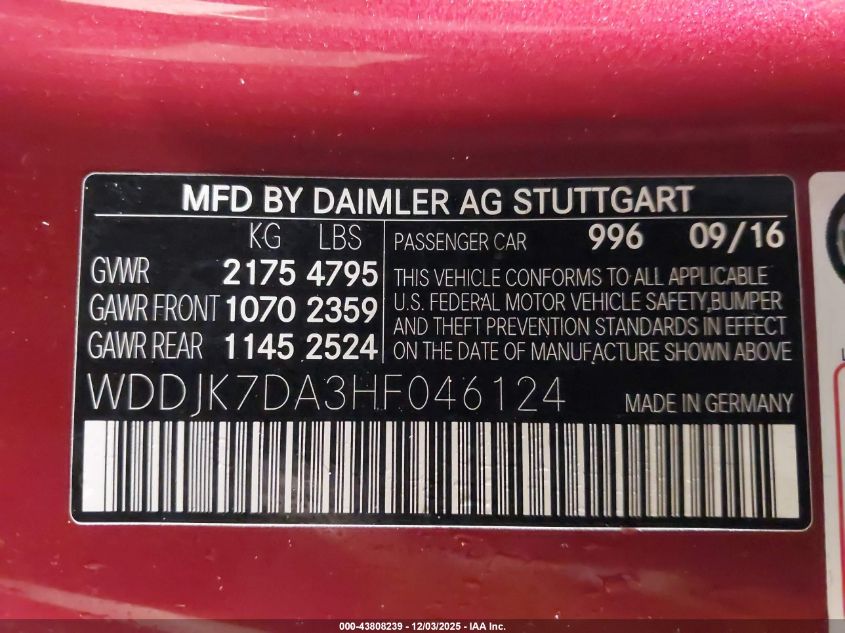 MFD BY DAIMLER AG STUTTGART
KG LBS
GVWR 2175 4795
GAWR FRONT 1070 2359
GAWR REAR 1145 2524
PASSENGER CAR 996 09/16
THIS VEHICLE CONFORMS TO ALL APPLICABLE
U.S. FEDERAL MOTOR VEHICLE SAFETY,BUMPER
AND THEFT PREVENTION STANDARDS IN EFFECT
ON THE DATE OF MANUFACTURE SHOWN ABOVE
WDDJK7DA3HF046124 MADE IN GERMANY
000-43808239 - 12/03/2025 - IAA Inc.